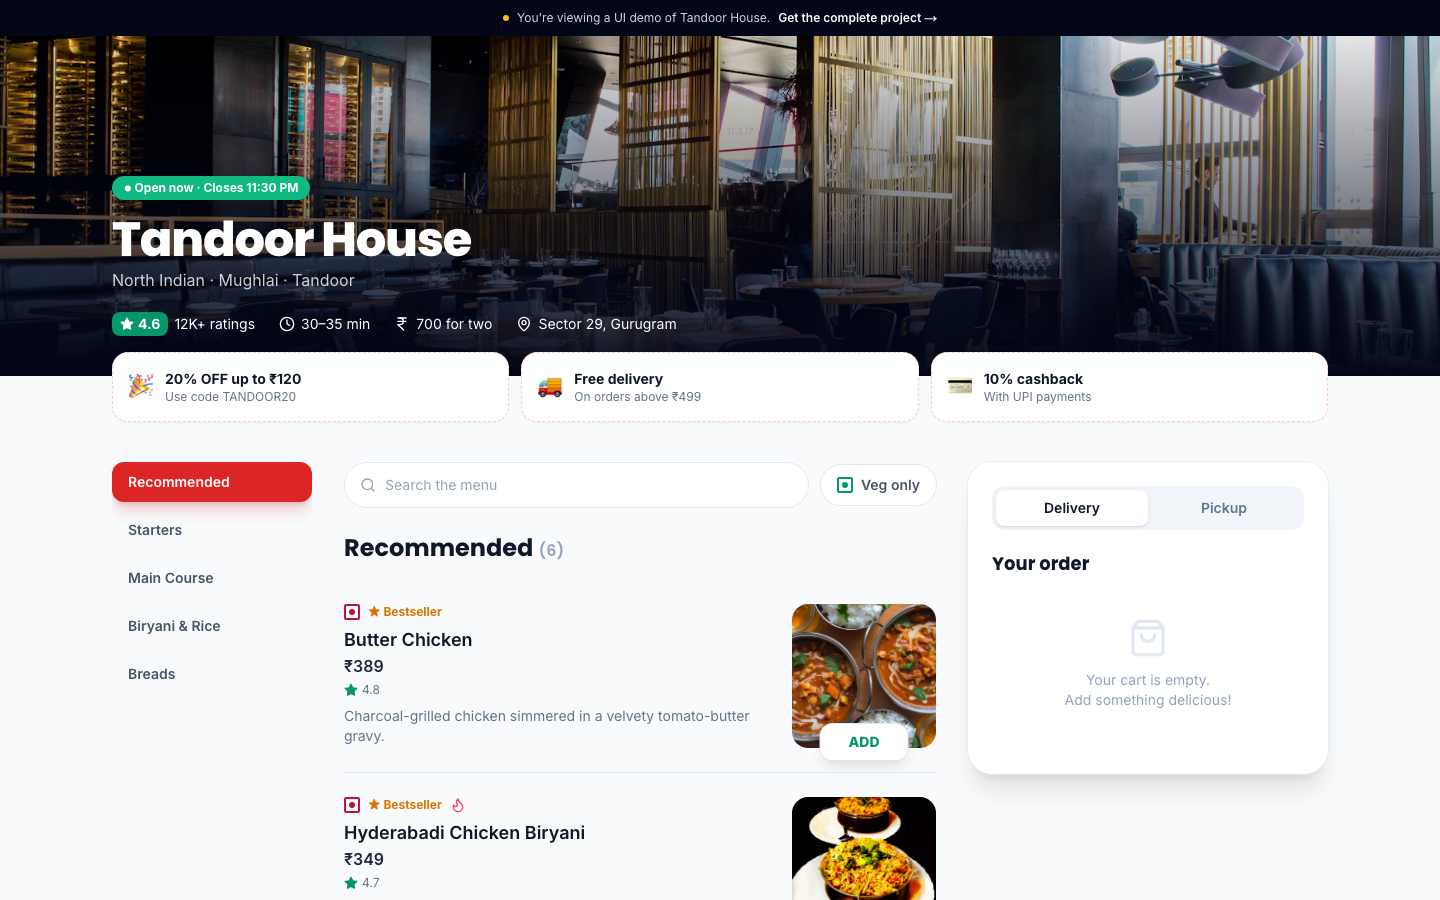 You're viewing a UI demo of Tandoor House. Get the complete project →
Open now · Closes 11:30 PM
Tandoor House
North Indian · Mughlai · Tandoor
4.6 12K+ ratings 30–35 min ₹ 700 for two Sector 29, Gurugram
20% OFF up to ₹120
Use code TANDOOR20
Free delivery
On orders above ₹499
10% cashback
With UPI payments
Recommended
Starters
Main Course
Biryani & Rice
Breads
Search the menu
Veg only
Recommended (6)
Bestseller
Butter Chicken
₹389
4.8
Charcoal-grilled chicken simmered in a velvety tomato-butter
gravy.
ADD
Bestseller
Hyderabadi Chicken Biryani
₹349
4.7
Delivery
Pickup
Your order
Your cart is empty.
Add something delicious!